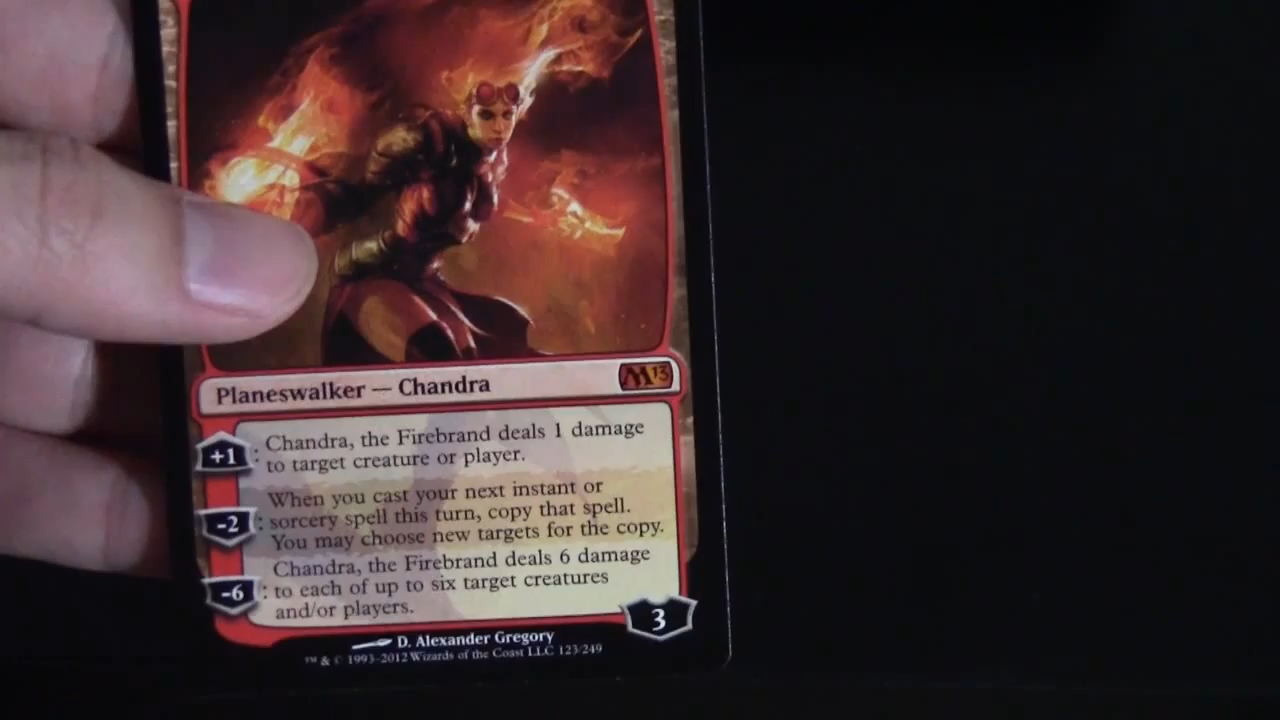 Planeswalker — Chandra
M13
+1 : Chandra, the Firebrand deals 1 damage
to target creature or player.
When you cast your next instant or
-2 : sorcery spell this turn, copy that spell.
You may choose new targets for the copy.
Chandra, the Firebrand deals 6 damage
-6 : to each of up to six target creatures
and/or players.
3
D. Alexander Gregory
™ & © 1993-2012 Wizards of the Coast LLC 123/249